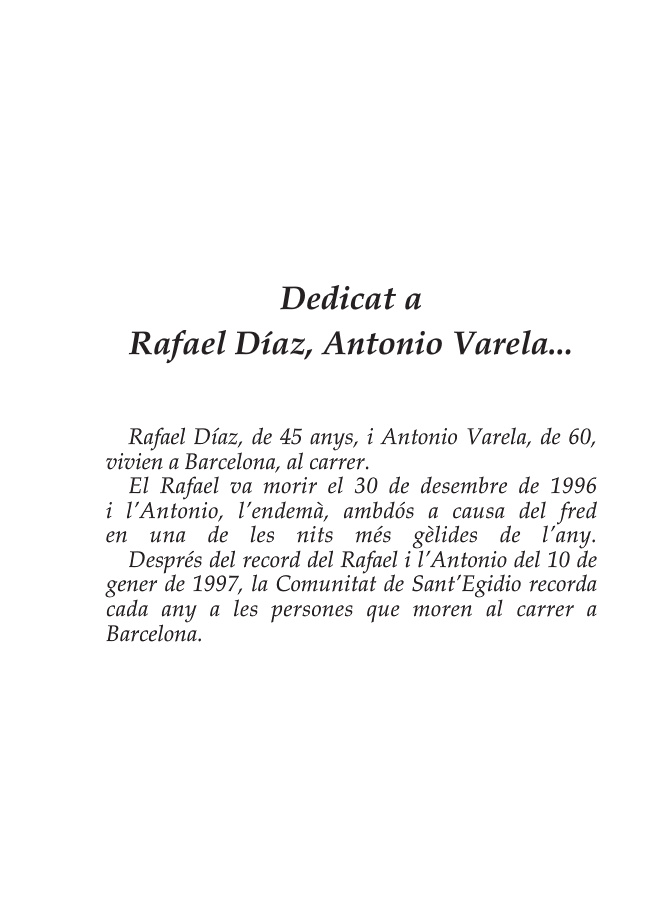 Dedicat a
Rafael Díaz, Antonio Varela...
Rafael Díaz, de 45 anys, i Antonio Varela, de 60,
vivien a Barcelona, al carrer.
El Rafael va morir el 30 de desembre de 1996
i l’Antonio, l’endemà, ambdós a causa del fred
en una de les nits més gèlides de l’any.
Després del record del Rafael i l’Antonio del 10 de
gener de 1997, la Comunitat de Sant’Egidio recorda
cada any a les persones que moren al carrer a
Barcelona.